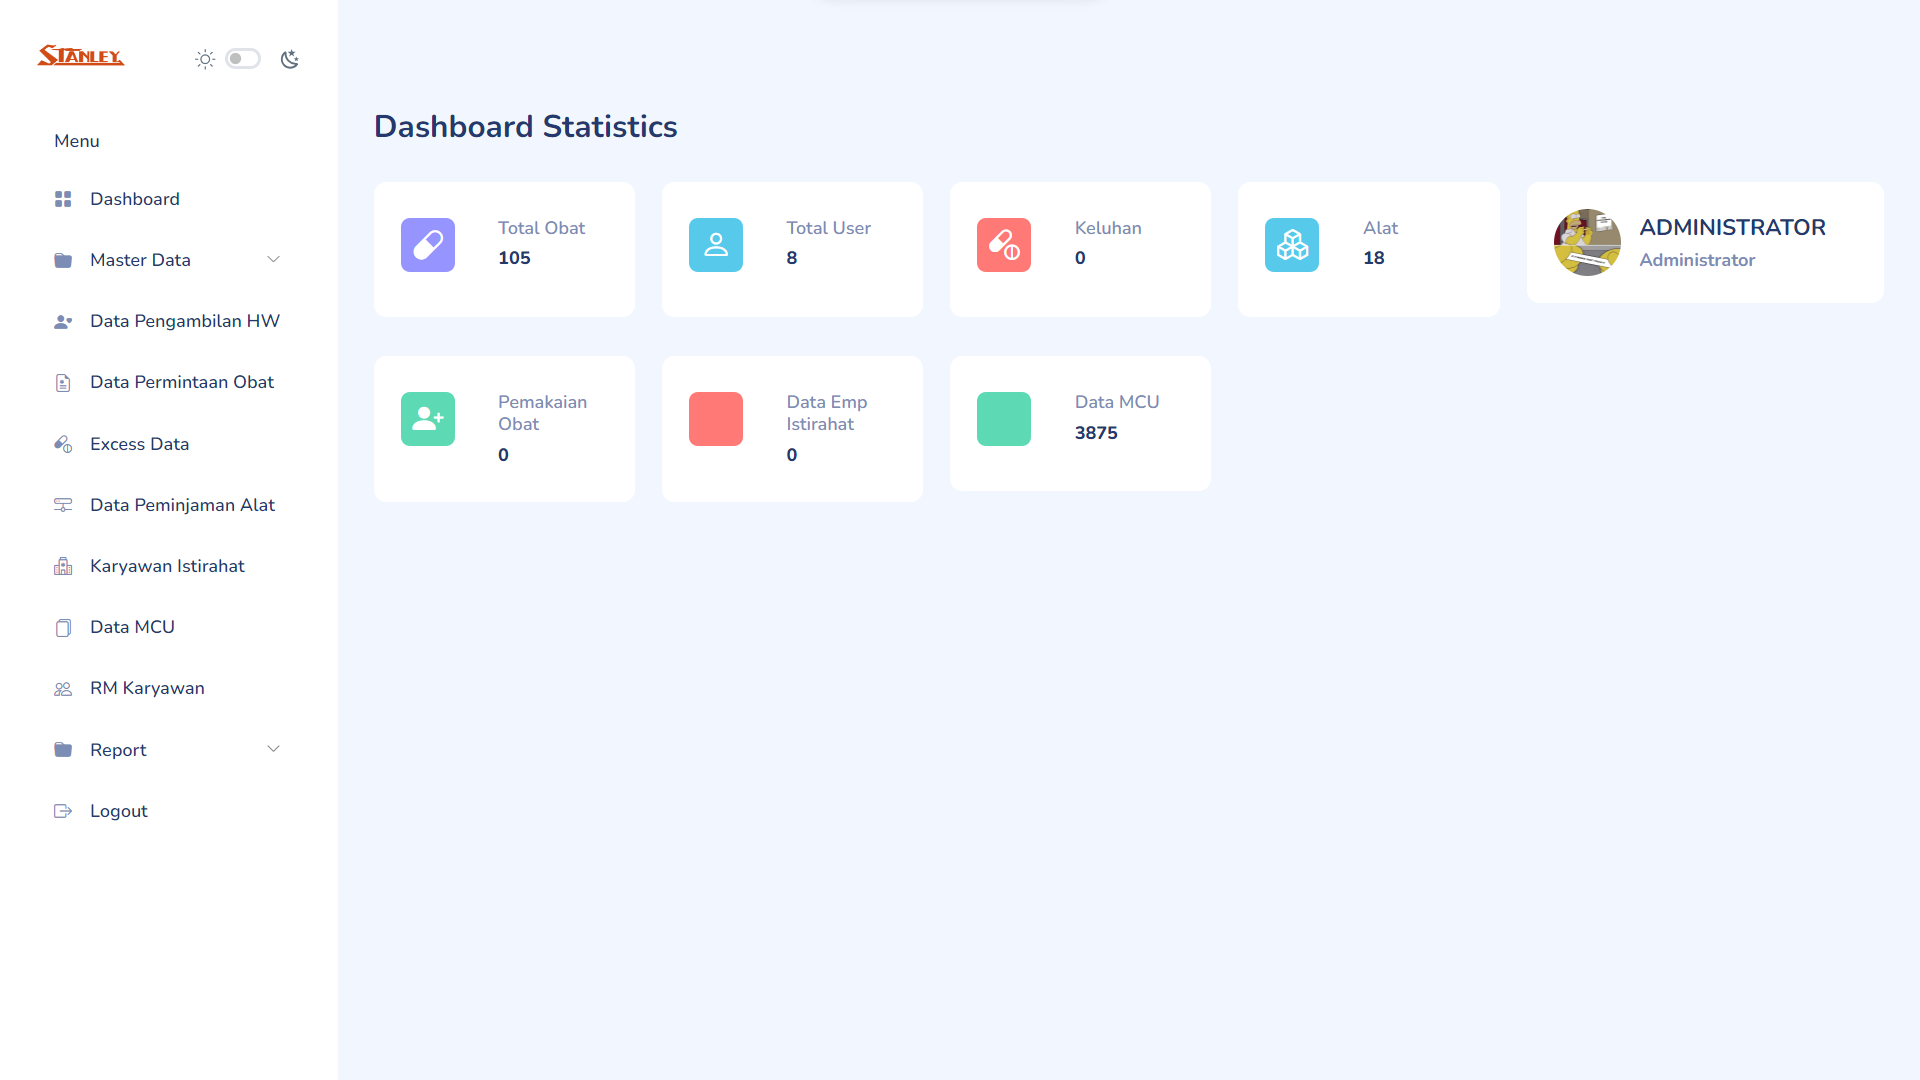 STANLEY
Menu
Dashboard
Master Data
Data Pengambilan HW
Data Permintaan Obat
Excess Data
Data Peminjaman Alat
Karyawan Istirahat
Data MCU
RM Karyawan
Report
Logout
Dashboard Statistics
Total Obat
105
Total User
8
Keluhan
0
Alat
18
ADMINISTRATOR
Administrator
Pemakaian
Obat
0
Data Emp
Istirahat
0
Data MCU
3875